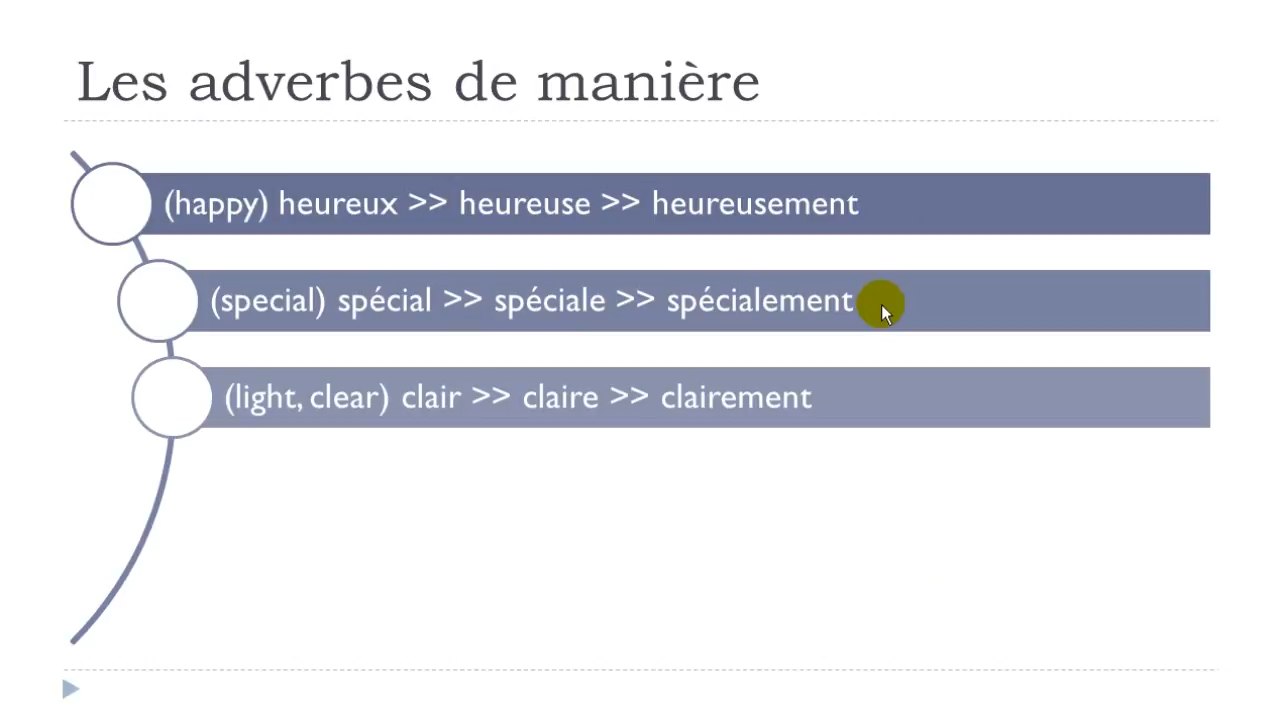 Les adverbes de manière
(happy) heureux >> heureuse >> heureusement
(special) spécial >> spéciale >> spécialement
(light, clear) clair >> claire >> clairement